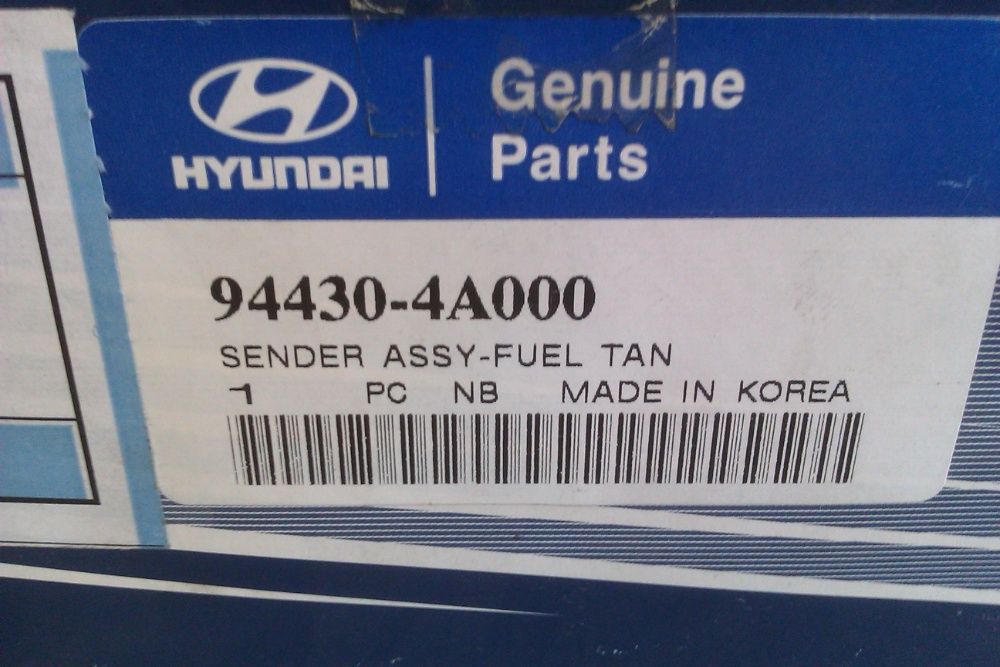 HYUNDAI
Genuine
Parts
94430-4A000
SENDER ASSY-FUEL TAN
1 PC NB MADE IN KOREA